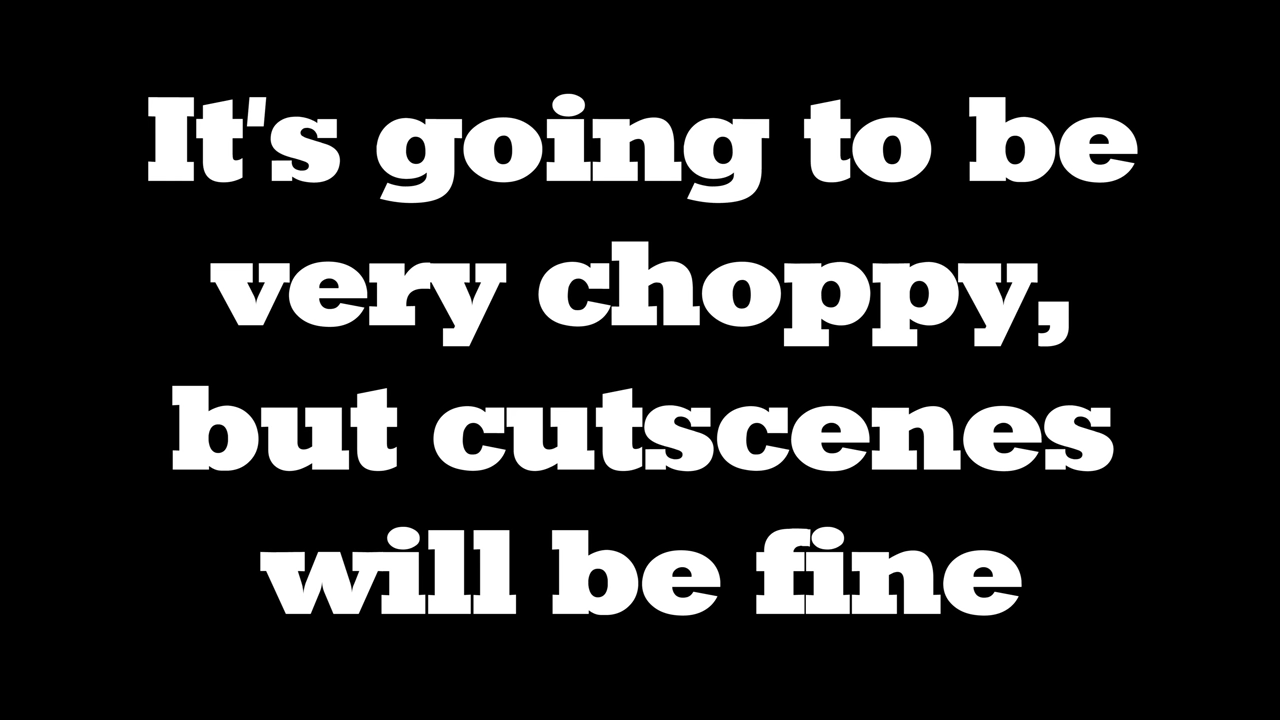 It's going to be
very choppy,
but cutscenes
will be fine